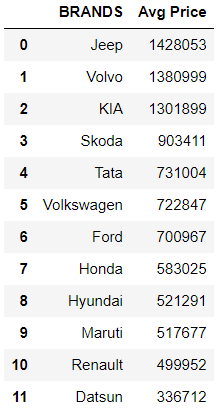 BRANDS Avg Price
0 Jeep 1428053
1 Volvo 1380999
2 KIA 1301899
3 Skoda 903411
4 Tata 731004
5 Volkswagen 722847
6 Ford 700967
7 Honda 583025
8 Hyundai 521291
9 Maruti 517677
10 Renault 499952
11 Datsun 336712